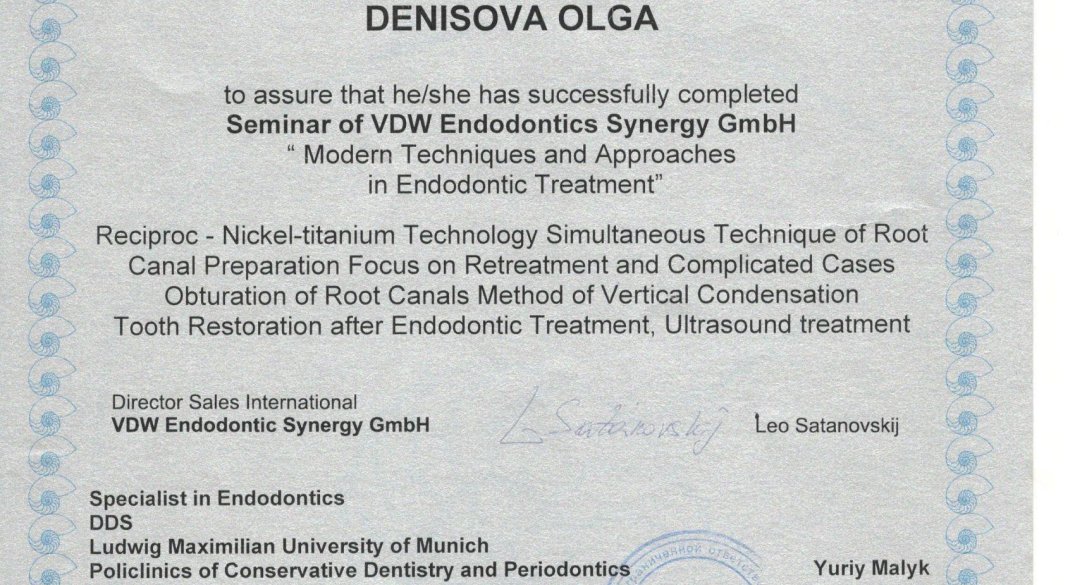 DENISOVA OLGA
to assure that he/she has successfully completed
Seminar of VDW Endodontics Synergy GmbH
“ Modern Techniques and Approaches
in Endodontic Treatment”
Reciproc - Nickel-titanium Technology Simultaneous Technique of Root
Canal Preparation Focus on Retreatment and Complicated Cases
Obturation of Root Canals Method of Vertical Condensation
Tooth Restoration after Endodontic Treatment, Ultrasound treatment
Director Sales International
VDW Endodontic Synergy GmbH
L Satanovskij
Leo Satanovskij
Specialist in Endodontics
DDS
Ludwig Maximilian University of Munich
Policlinics of Conservative Dentistry and Periodontics
Yuriy Malyk